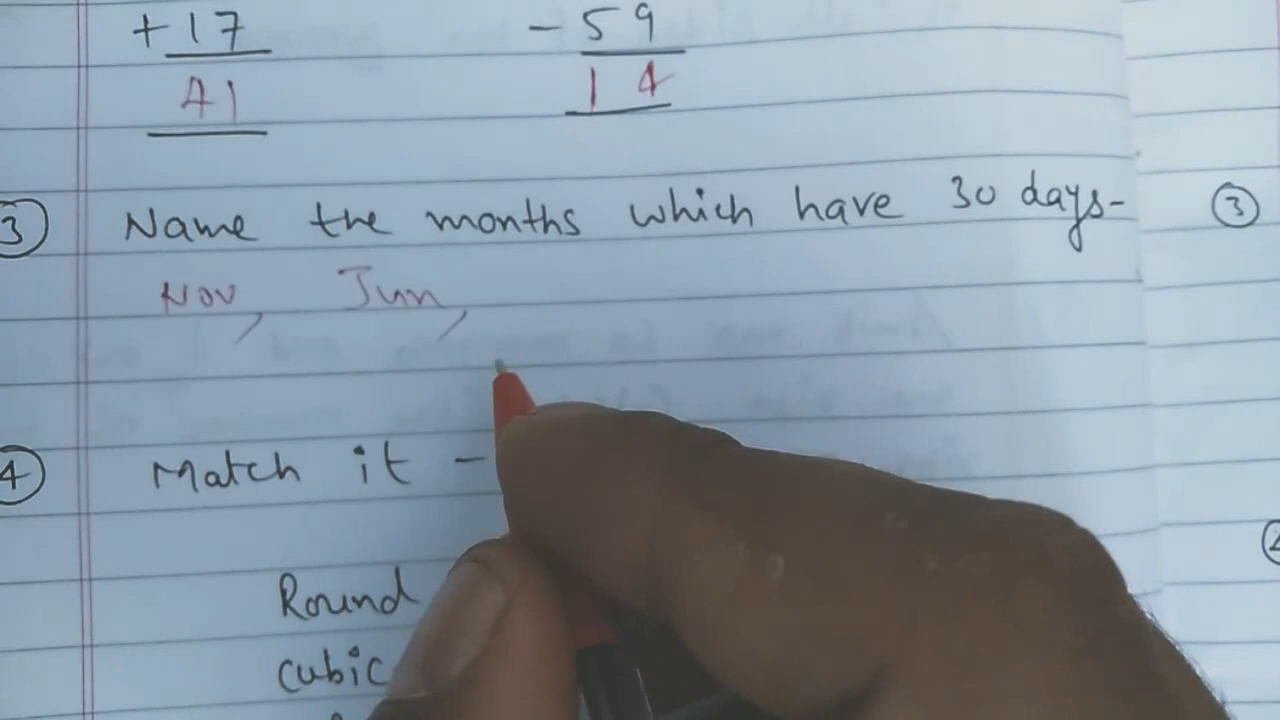 + 17 - 59
41 14
3 Name the months which have 30 days- 3
Nov, Jun,
4 Match it -
Round
cubic